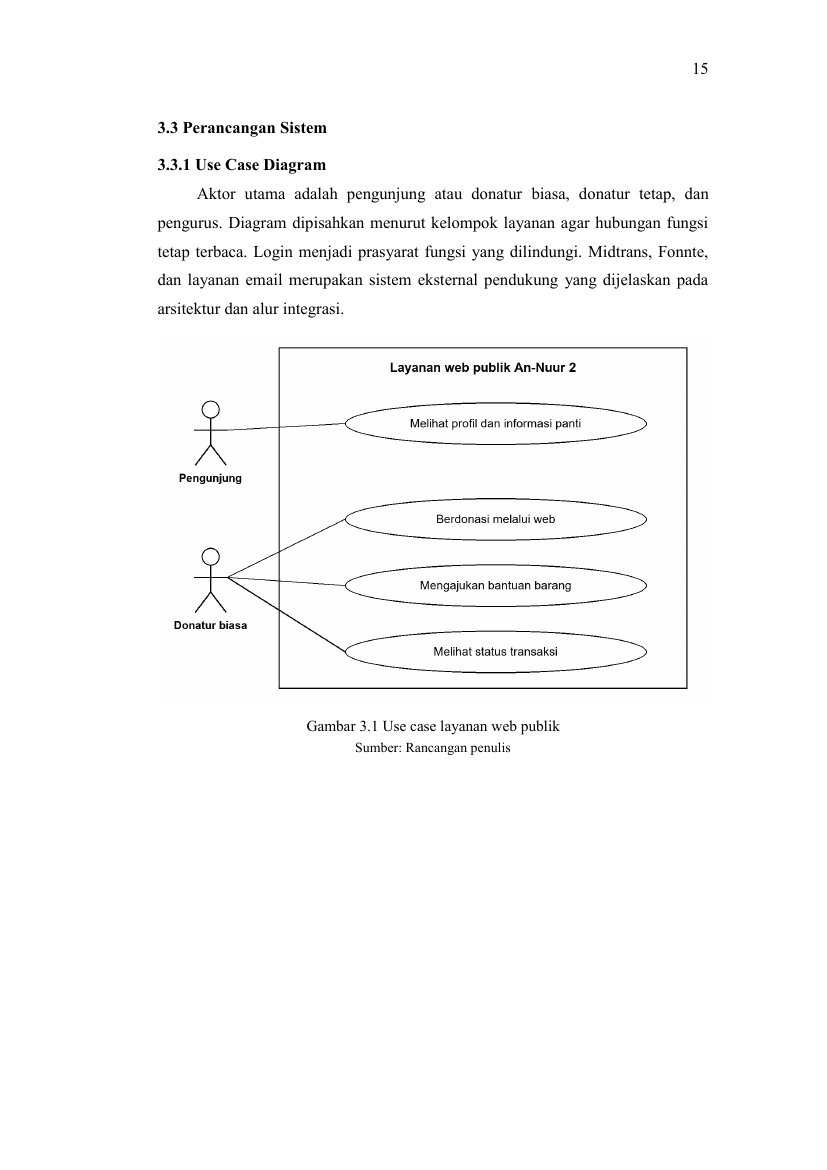 15
3.3 Perancangan Sistem
3.3.1 Use Case Diagram
Aktor utama adalah pengunjung atau donatur biasa, donatur tetap, dan
pengurus. Diagram dipisahkan menurut kelompok layanan agar hubungan fungsi
tetap terbaca. Login menjadi prasyarat fungsi yang dilindungi. Midtrans, Fonnte,
dan layanan email merupakan sistem eksternal pendukung yang dijelaskan pada
arsitektur dan alur integrasi.
Layanan web publik An-Nuur 2
Melihat profil dan informasi panti
Pengunjung
Berdonasi melalui web
Mengajukan bantuan barang
Donatur biasa
Melihat status transaksi
Gambar 3.1 Use case layanan web publik
Sumber: Rancangan penulis